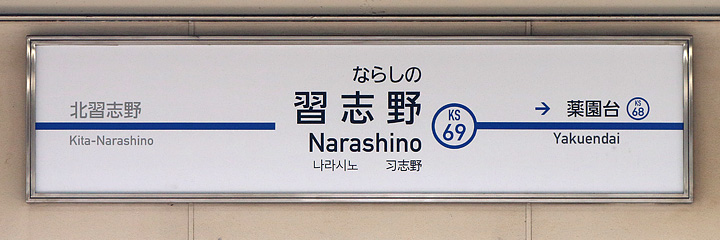 北習志野
Kita-Narashino
ならしの
習志野
Narashino
나라시노 习志野
KS
69
→ 薬園台 KS 68
Yakuendai